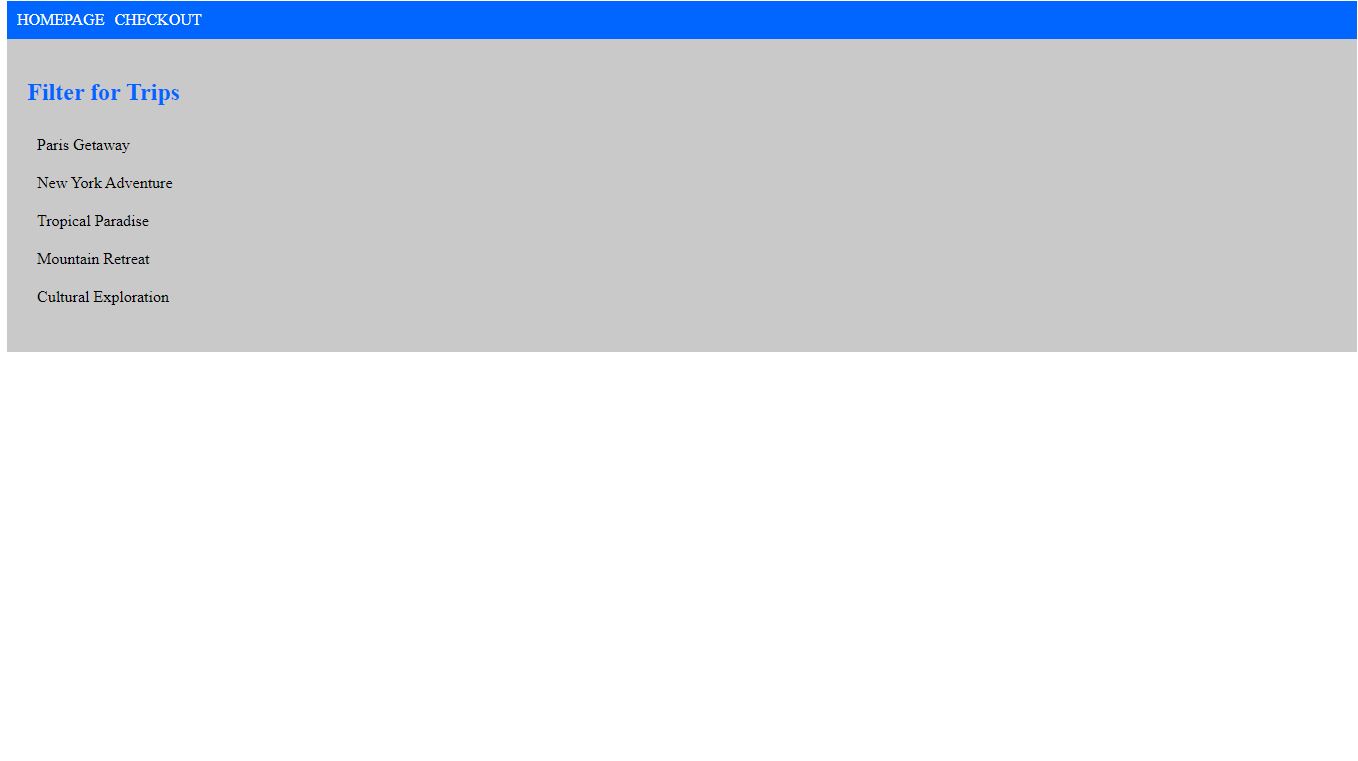 HOMEPAGE CHECKOUT
Filter for Trips
Paris Getaway
New York Adventure
Tropical Paradise
Mountain Retreat
Cultural Exploration